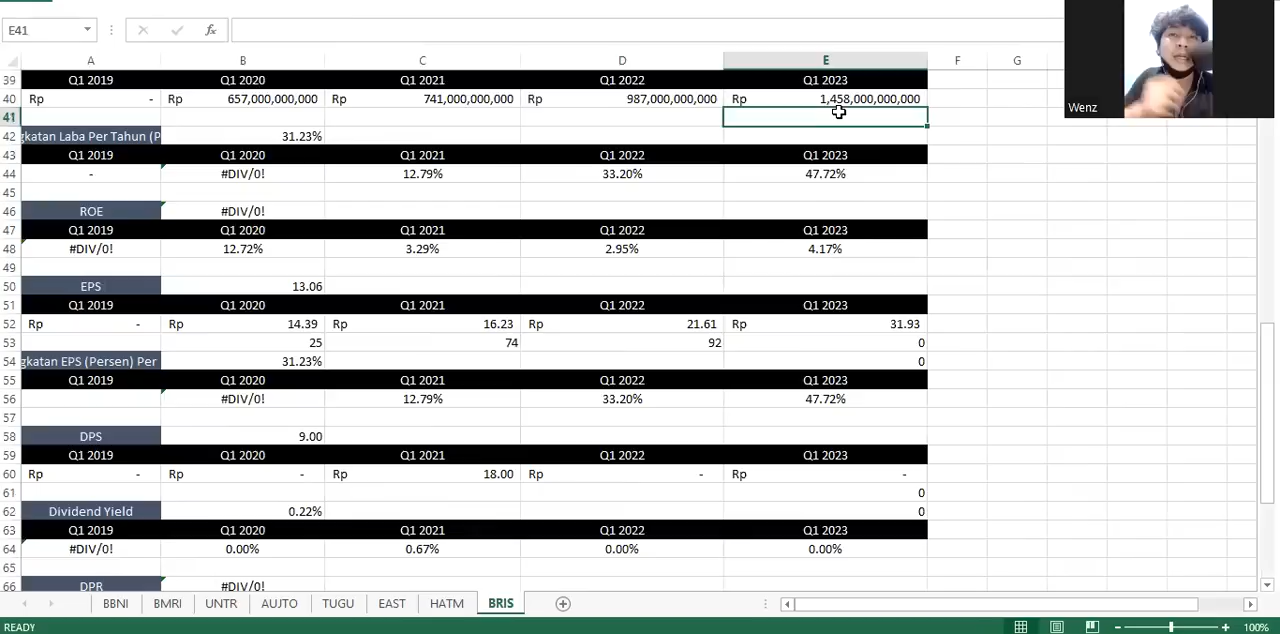 E41 fx
A B C D E F G
39 Q1 2019 Q1 2020 Q1 2021 Q1 2022 Q1 2023
40 Rp - Rp 657,000,000,000 Rp 741,000,000,000 Rp 987,000,000,000 Rp 1,458,000,000,000
41
42 gkatan Laba Per Tahun (P 31.23%
43 Q1 2019 Q1 2020 Q1 2021 Q1 2022 Q1 2023
44 - #DIV/0! 12.79% 33.20% 47.72%
45
46 ROE #DIV/0!
47 Q1 2019 Q1 2020 Q1 2021 Q1 2022 Q1 2023
48 #DIV/0! 12.72% 3.29% 2.95% 4.17%
49
50 EPS 13.06
51 Q1 2019 Q1 2020 Q1 2021 Q1 2022 Q1 2023
52 Rp - Rp 14.39 Rp 16.23 Rp 21.61 Rp 31.93
53 25 74 92 0
54 gkatan EPS (Persen) Per 31.23% 0
55 Q1 2019 Q1 2020 Q1 2021 Q1 2022 Q1 2023
56 #DIV/0! 12.79% 33.20% 47.72%
57
58 DPS 9.00
59 Q1 2019 Q1 2020 Q1 2021 Q1 2022 Q1 2023
60 Rp - Rp - Rp 18.00 Rp - Rp -
61 0
62 Dividend Yield 0.22% 0
63 Q1 2019 Q1 2020 Q1 2021 Q1 2022 Q1 2023
64 #DIV/0! 0.00% 0.67% 0.00% 0.00%
65
66 DPR #DIV/0!
BBNI BMRI UNTR AUJTO TUGU EAST HATM BRIS
READY 100%
Wenz